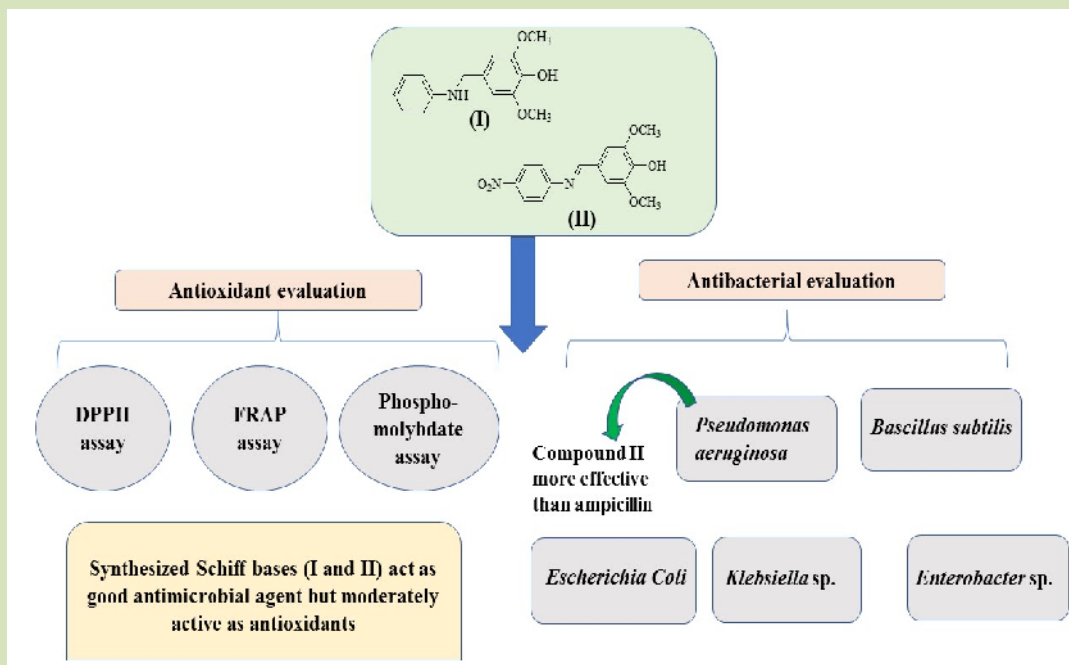 OCH₃
OH
NH
OCH₃
(I)
OCH₃
OH
O₂N
N
OCH₃
(II)
Antioxidant evaluation
Antibacterial evaluation
DPPH
assay
FRAP
assay
Phospho-
molybdate
assay
Pseudomonas
aeruginosa
Bascillus subtilis
Compound II
more effective
than ampicillin
Escherichia Coli
Klebsiella sp.
Enterobacter sp.
Synthesized Schiff bases (I and II) act as
good antimicrobial agent but moderately
active as antioxidants